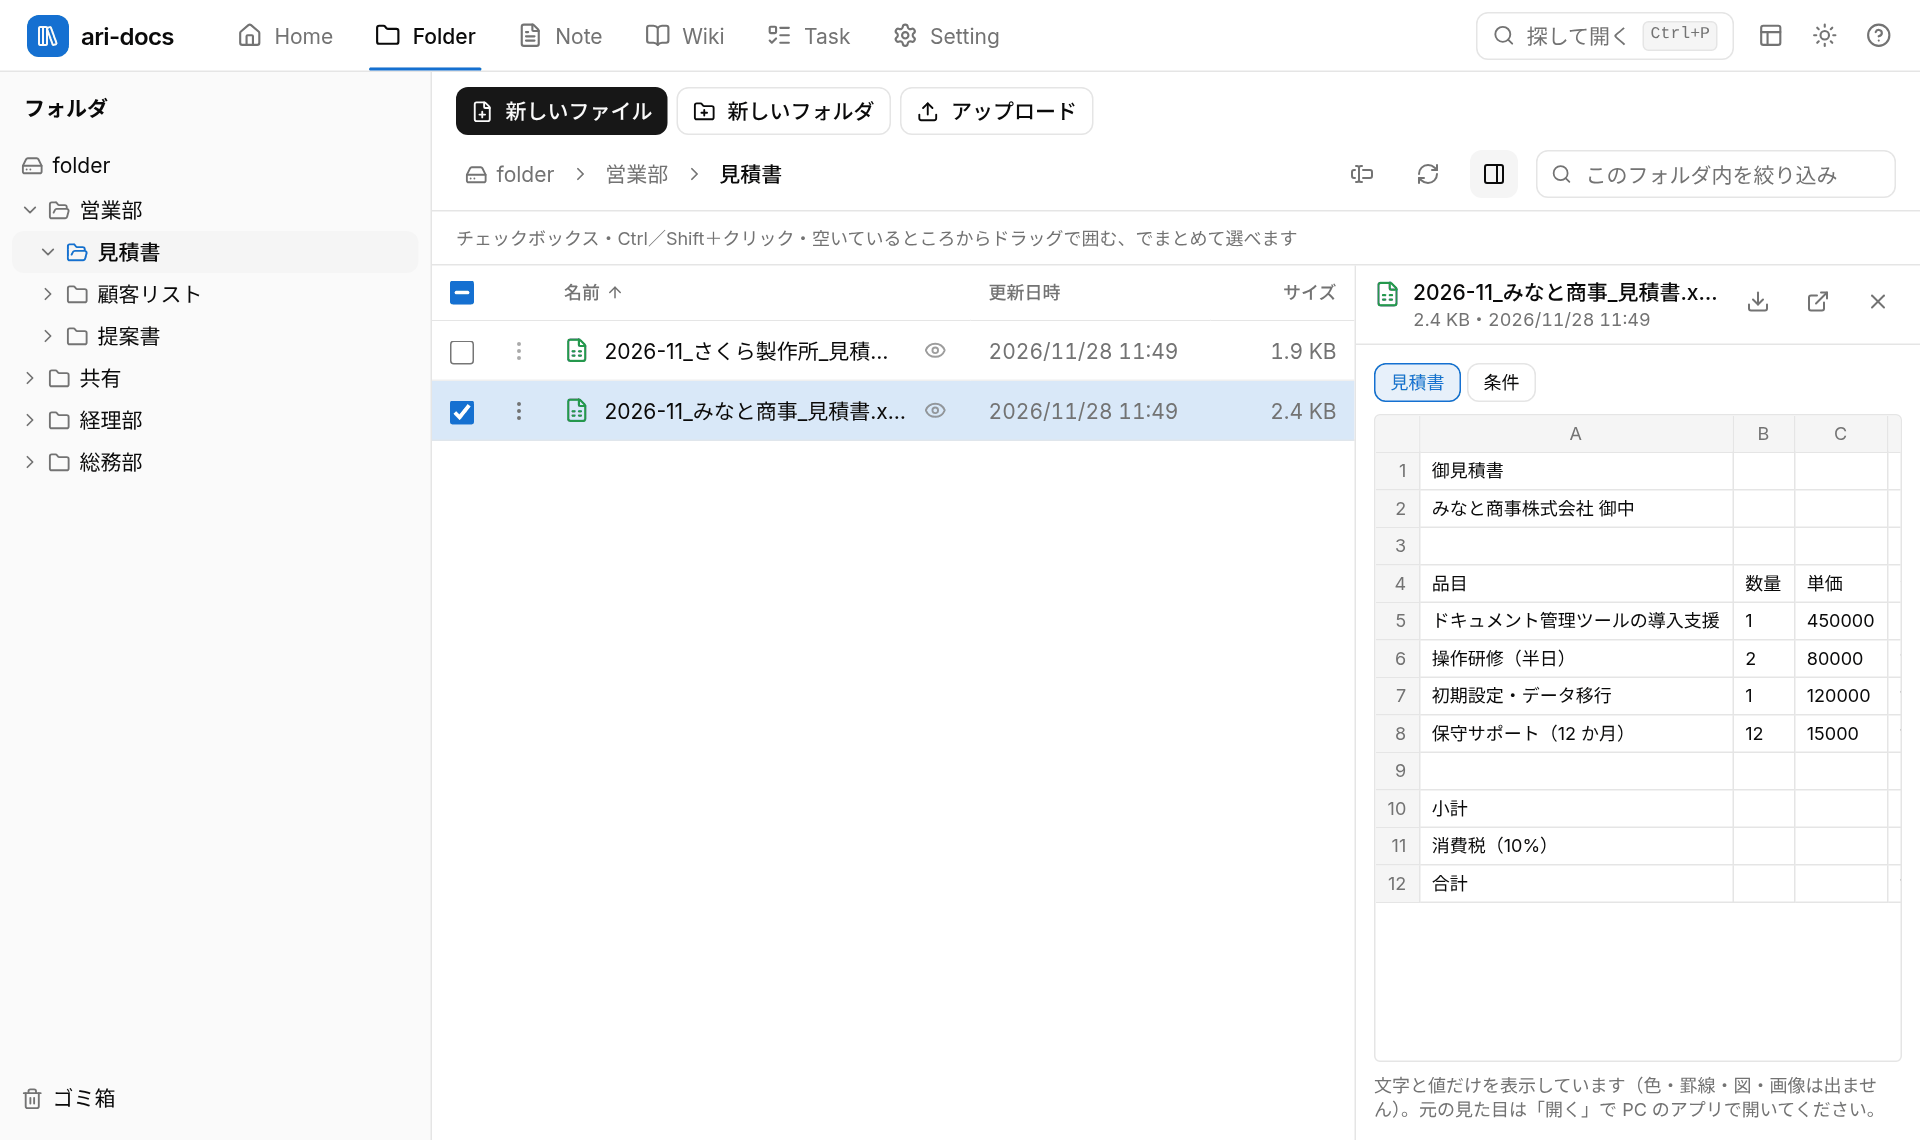 ari-docs
Home
Folder
Note
Wiki
Task
Setting
探して開く
Ctrl+P
フォルダ
folder
営業部
見積書
顧客リスト
提案書
共有
経理部
総務部
ゴミ箱
新しいファイル
新しいフォルダ
アップロード
folder
営業部
見積書
このフォルダ内を絞り込み
チェックボックス・Ctrl／Shift＋クリック・空いているところからドラッグで囲む、でまとめて選べます
名前 更新日時 サイズ
2026-11_さくら製作所_見積... 2026/11/28 11:49 1.9 KB
2026-11_みなと商事_見積書.x... 2026/11/28 11:49 2.4 KB
2026-11_みなと商事_見積書.x...
2.4 KB・2026/11/28 11:49
見積書 条件
A B C
1 御見積書
2 みなと商事株式会社 御中
3
4 品目 数量 単価
5 ドキュメント管理ツールの導入支援 1 450000
6 操作研修（半日） 2 80000
7 初期設定・データ移行 1 120000
8 保守サポート（12 か月） 12 15000
9
10 小計
11 消費税（10%）
12 合計
文字と値だけを表示しています（色・罫線・図・画像は出ませ
ん）。元の見た目は「開く」で PC のアプリで開いてください。